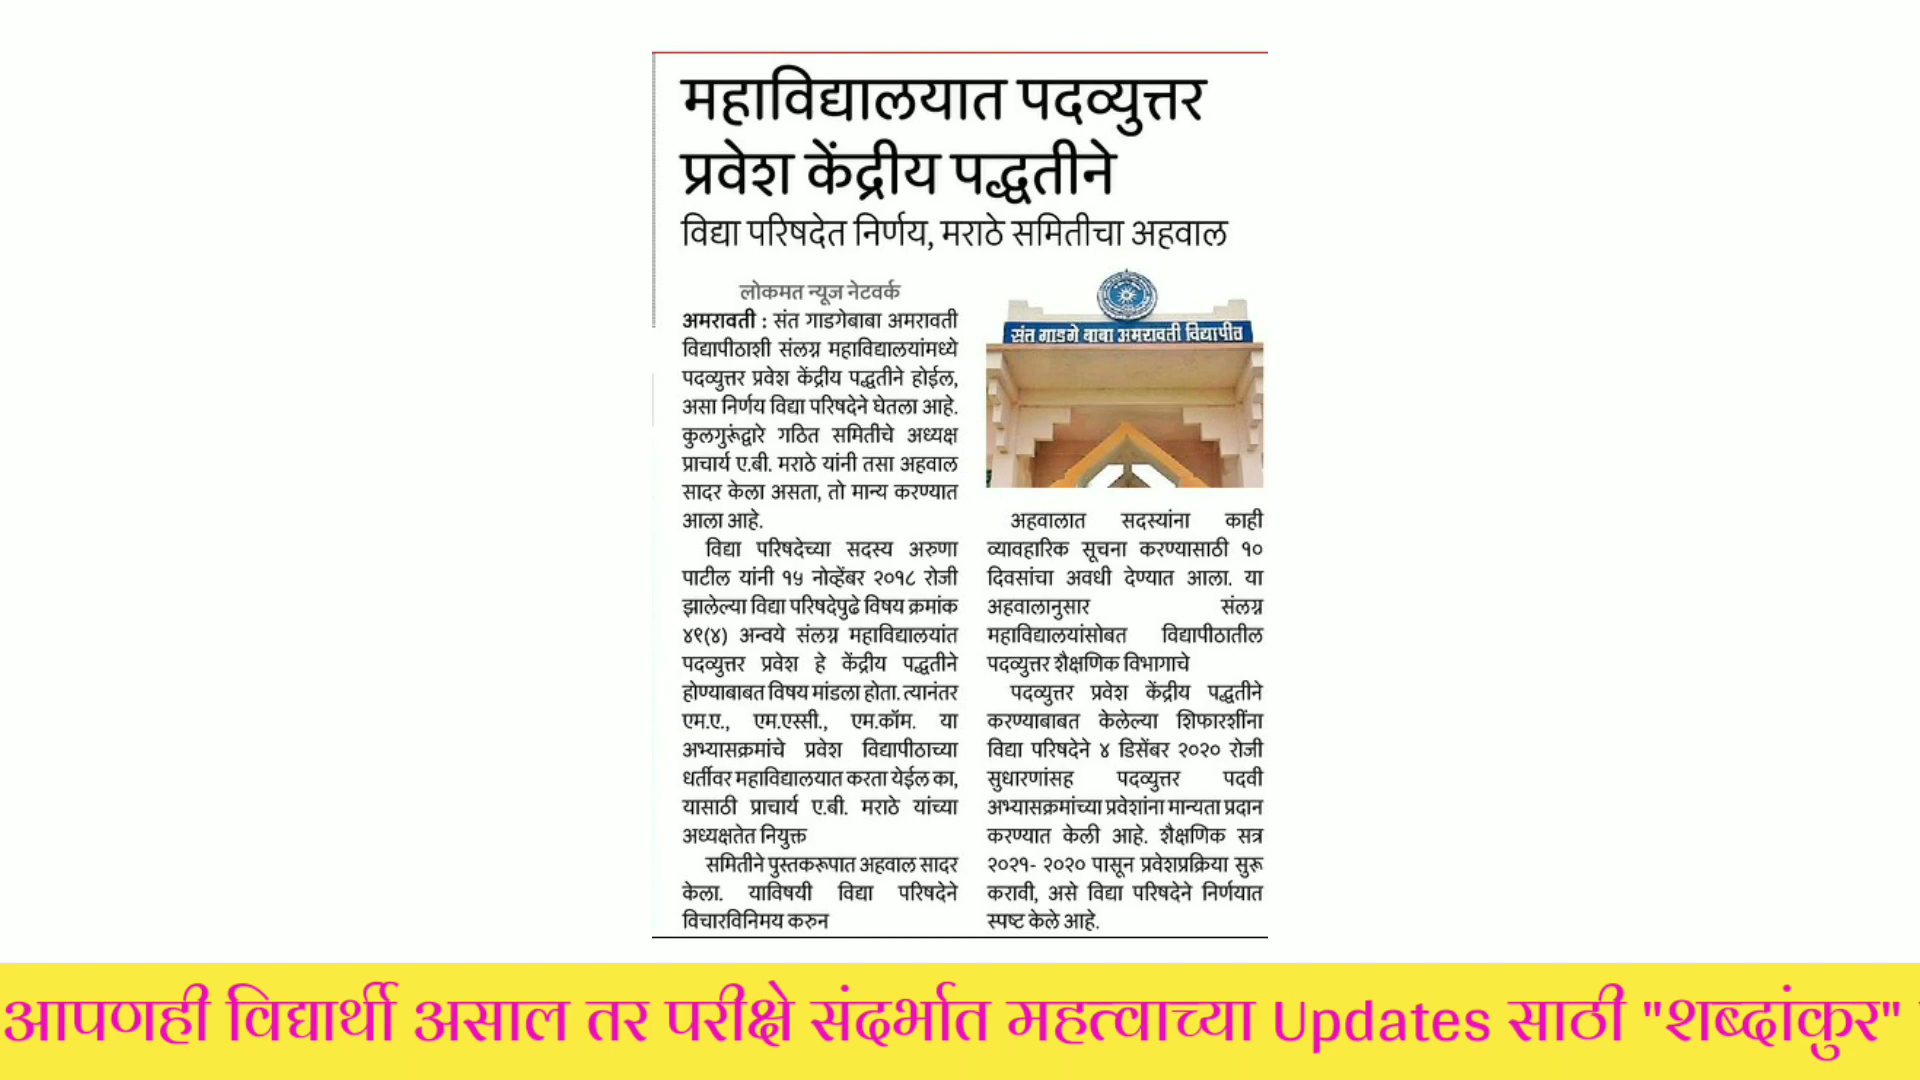 महाविद्यालयात पदव्युत्तर
प्रवेश केंद्रीय पद्धतीने
विद्या परिषदेत निर्णय, मराठे समितीचा अहवाल
लोकमत न्यूज नेटवर्क
अमरावती : संत गाडगेबाबा अमरावती
विद्यापीठाशी संलग्न महाविद्यालयांमध्ये
पदव्युत्तर प्रवेश केंद्रीय पद्धतीने होईल,
असा निर्णय विद्या परिषदेने घेतला आहे.
कुलगुरूंद्वारे गठित समितीचे अध्यक्ष
प्राचार्य ए.बी. मराठे यांनी तसा अहवाल
सादर केला असता, तो मान्य करण्यात
आला आहे.
विद्या परिषदेच्या सदस्य अरुणा
पाटील यांनी १५ नोव्हेंबर २०१८ रोजी
झालेल्या विद्या परिषदेपुढे विषय क्रमांक
४९(४) अन्वये संलग्न महाविद्यालयांत
पदव्युत्तर प्रवेश हे केंद्रीय पद्धतीने
होण्याबाबत विषय मांडला होता. त्यानंतर
एम.ए., एम.एस्सी., एम.कॉम. या
अभ्यासक्रमांचे प्रवेश विद्यापीठाच्या
धर्तीवर महाविद्यालयात करता येईल का,
यासाठी प्राचार्य ए.बी. मराठे यांच्या
अध्यक्षतेत नियुक्त
समितीने पुस्तकरूपात अहवाल सादर
केला. याविषयी विद्या परिषदेने
विचारविनिमय करुन
संत गाडगे बाबा अमरावती विद्यापीठ
अहवालात सदस्यांना काही
व्यावहारिक सूचना करण्यासाठी १०
दिवसांचा अवधी देण्यात आला. या
अहवालानुसार संलग्न
महाविद्यालयांसोबत विद्यापीठातील
पदव्युत्तर शैक्षणिक विभागाचे
पदव्युत्तर प्रवेश केंद्रीय पद्धतीने
करण्याबाबत केलेल्या शिफारशींना
विद्या परिषदेने ४ डिसेंबर २०२० रोजी
सुधारणांसह पदव्युत्तर पदवी
अभ्यासक्रमांच्या प्रवेशांना मान्यता प्रदान
करण्यात केली आहे. शैक्षणिक सत्र
२०२१- २०२० पासून प्रवेशप्रक्रिया सुरू
करावी, असे विद्या परिषदेने निर्णयात
स्पष्ट केले आहे.
आपणही विद्यार्थी असाल तर परीक्षे संदर्भात महत्वाच्या Updates साठी "शब्दांकुर"